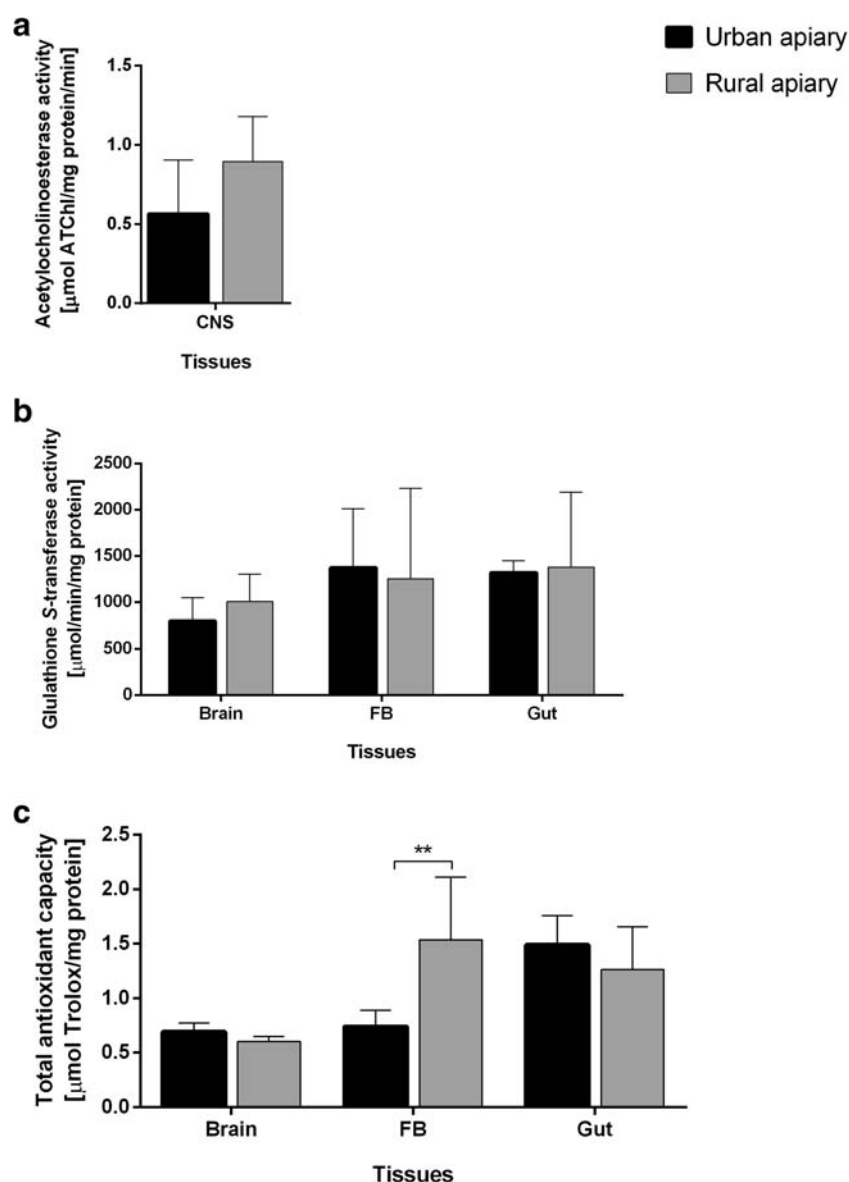 a
Acetylocholinoesterase activity
[μmol ATChI/mg protein/min]
1.5
1.0
0.5
0.0
CNS
Tissues
Urban apiary
Rural apiary
b
Glulathione S-transferase activity
[μmol/min/mg protein]
2500
2000
1500
1000
500
0
Brain FB Gut
Tissues
c
Total antioxidant capacity
[μmol Trolox/mg protein]
2.5
2.0
1.5
1.0
0.5
0.0
**
Brain FB Gut
Tissues